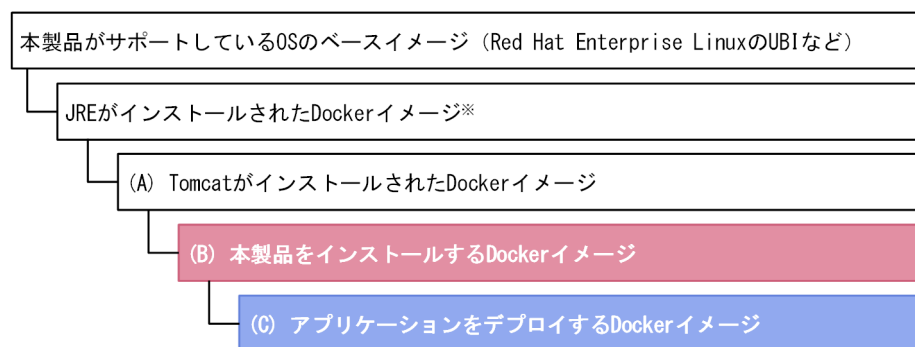 本製品がサポートしているOSのベースイメージ（Red Hat Enterprise LinuxのUBIなど）
JREがインストールされたDockerイメージ※
(A) TomcatがインストールされたDockerイメージ
(B) 本製品をインストールするDockerイメージ
(C) アプリケーションをデプロイするDockerイメージ